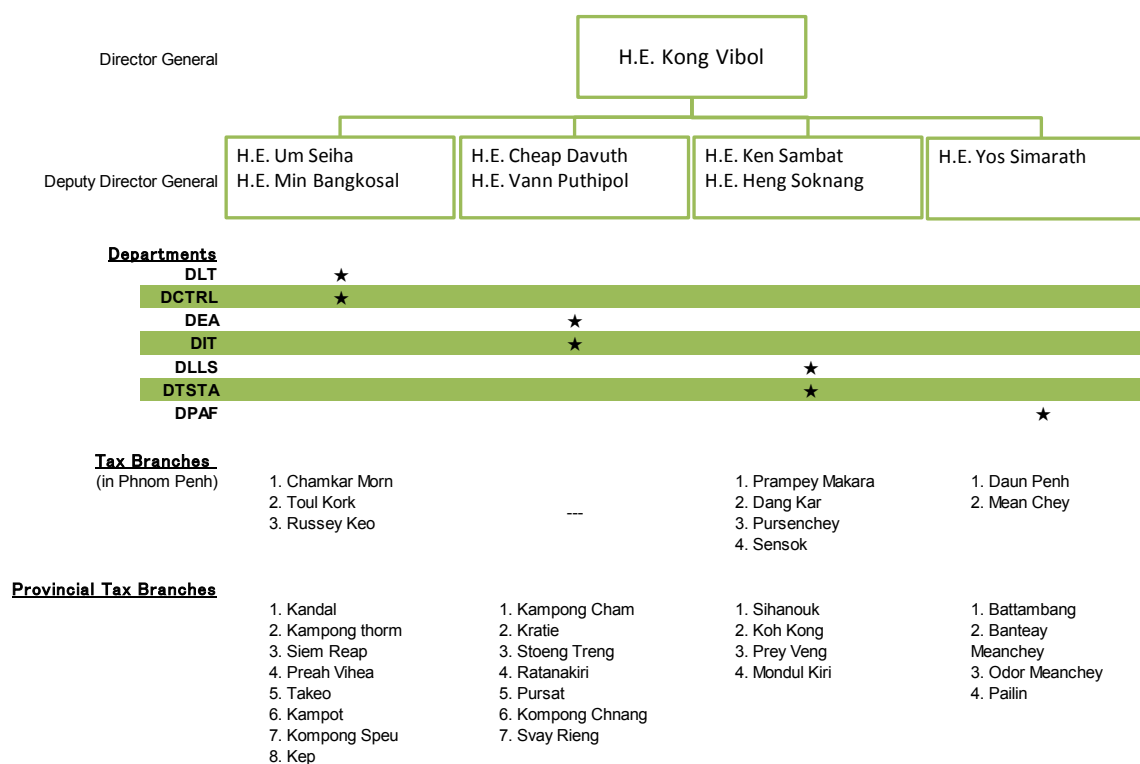 Director General
H.E. Kong Vibol
Deputy Director General
H.E. Um Seiha
H.E. Min Bangkosal
H.E. Cheap Davuth
H.E. Vann Puthipol
H.E. Ken Sambat
H.E. Heng Soknang
H.E. Yos Simarath
Departments
DLT ★
DCTRL ★
DEA ★
DIT ★
DLLS ★
DTSTA ★
DPAF ★
Tax Branches
(in Phnom Penh)
1. Chamkar Morn
2. Toul Kork
3. Russey Keo
---
1. Prampey Makara
2. Dang Kar
3. Pursenchey
4. Sensok
1. Daun Penh
2. Mean Chey
Provincial Tax Branches
1. Kandal
2. Kampong thorm
3. Siem Reap
4. Preah Vihea
5. Takeo
6. Kampot
7. Kompong Speu
8. Kep
1. Kampong Cham
2. Kratie
3. Stoeng Treng
4. Ratanakiri
5. Pursat
6. Kompong Chnang
7. Svay Rieng
1. Sihanouk
2. Koh Kong
3. Prey Veng
4. Mondul Kiri
1. Battambang
2. Banteay
Meanchey
3. Odor Meanchey
4. Pailin